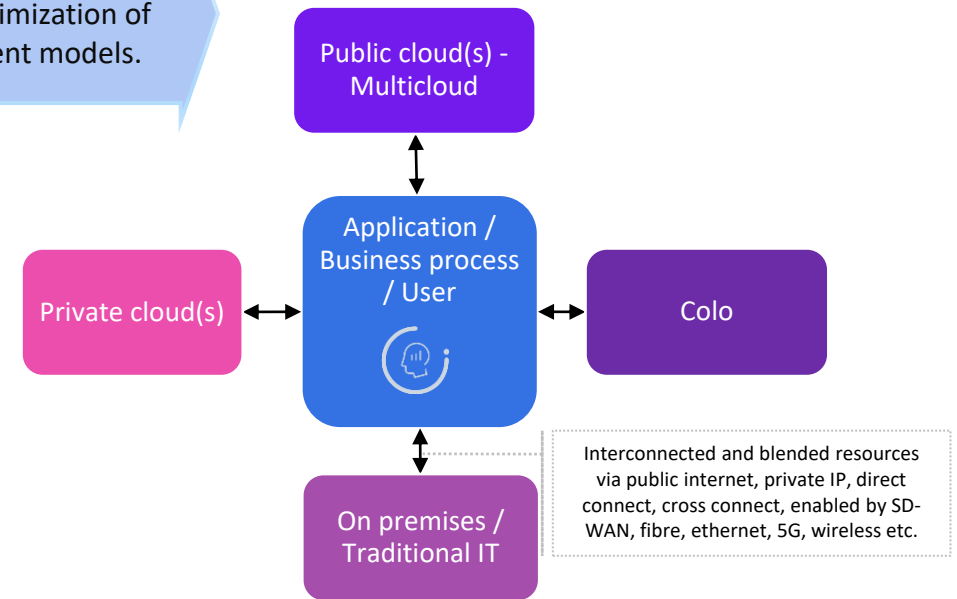 imization of
ent models.
Public cloud(s) -
Multicloud
Application /
Business process
/ User
Private cloud(s)
Colo
On premises /
Traditional IT
Interconnected and blended resources
via public internet, private IP, direct
connect, cross connect, enabled by SD-
WAN, fibre, ethernet, 5G, wireless etc.